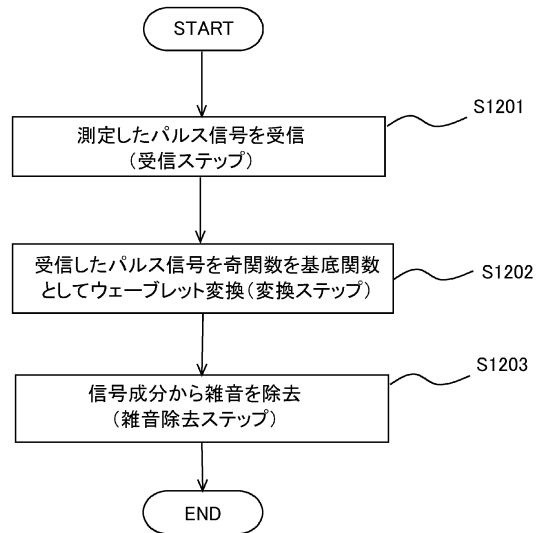 START
測定したパルス信号を受信
（受信ステップ）
S1201
受信したパルス信号を奇関数を基底関数
としてウェーブレット変換（変換ステップ）
S1202
信号成分から雑音を除去
（雑音除去ステップ）
S1203
END